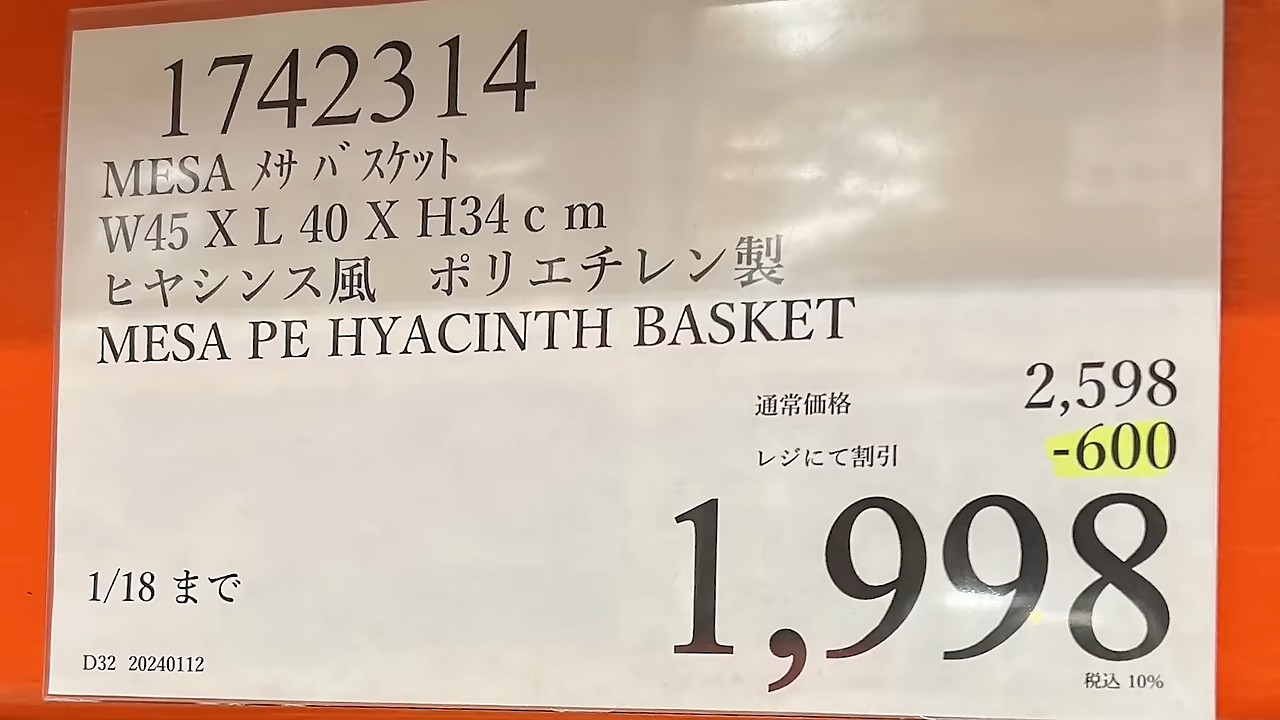 1742314
MESA ﾒｻ ﾊﾞｽｹｯﾄ
W45 X L 40 X H34ｃｍ
ヒヤシンス風　ポリエチレン製
MESA PE HYACINTH BASKET
通常価格 2,598
レジにて割引 -600
1,998
1/18 まで
税込 10%
D32 20240112